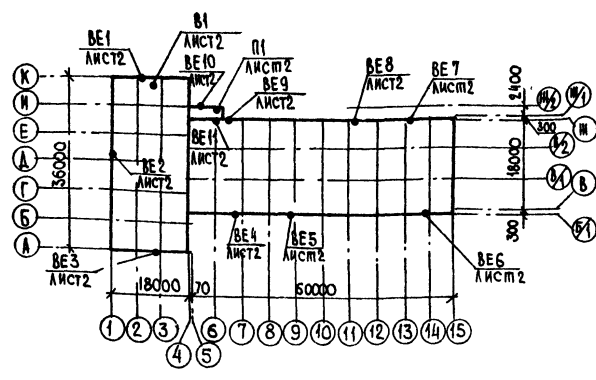 ВЕ1
ЛИСТ2
В1
ЛИСТ2
ВЕ10
ЛИСТ2
П1
ЛИСТ2
ВЕ9
ЛИСТ2
ВЕ8
ЛИСТ2
ВЕ7
ЛИСТ2
2400
Ж/2
Ж/1
К
И
Е
Д
Г
Б
А
36000
ВЕ2
ЛИСТ2
ВЕ11
ЛИСТ2
300
Ж
В/2
18000
В/1
В
300
Б/1
ВЕ3
ЛИСТ2
ВЕ4
ЛИСТ2
ВЕ5
ЛИСТ2
ВЕ6
ЛИСТ2
18000
70
60000
1
2
3
4
5
6
7
8
9
10
11
12
13
14
15